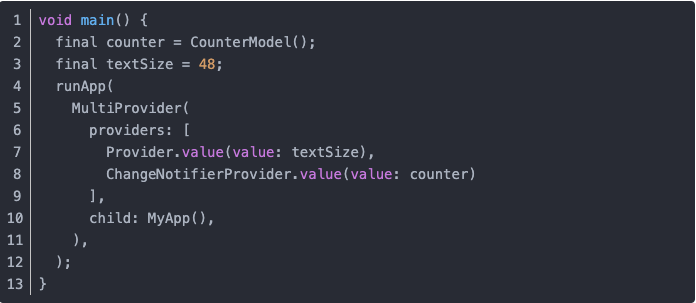 1 void main() {
2   final counter = CounterModel();
3   final textSize = 48;
4   runApp(
5     MultiProvider(
6       providers: [
7         Provider.value(value: textSize),
8         ChangeNotifierProvider.value(value: counter)
9       ],
10       child: MyApp(),
11     ),
12   );
13 }